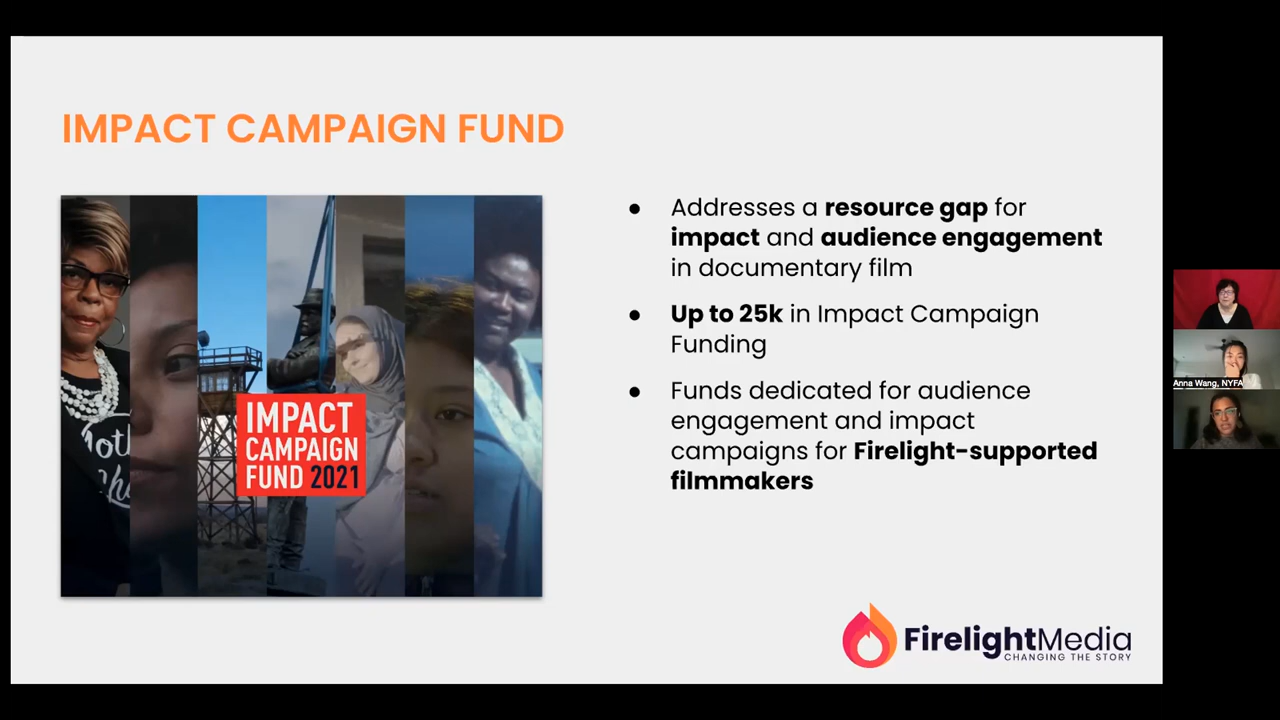 IMPACT CAMPAIGN FUND
IMPACT
CAMPAIGN
FUND 2021
● Addresses a resource gap for
impact and audience engagement
in documentary film
● Up to 25k in Impact Campaign
Funding
● Funds dedicated for audience
engagement and impact
campaigns for Firelight-supported
filmmakers
FirelightMedia
CHANGING THE STORY
Anna Wang, NYFA